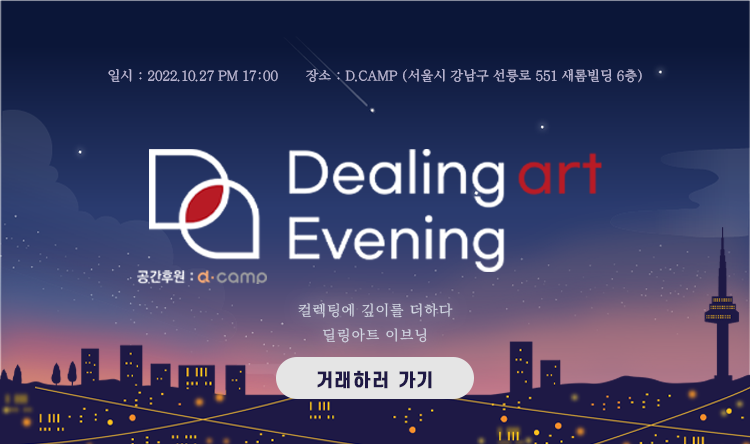 일시 : 2022.10.27 PM 17:00 장소 : D.CAMP (서울시 강남구 선릉로 551 새롬빌딩 6층)
Dealing art
Evening
공간후원 : d·camp
컬렉팅에 깊이를 더하다
딜링아트 이브닝
거래하러 가기